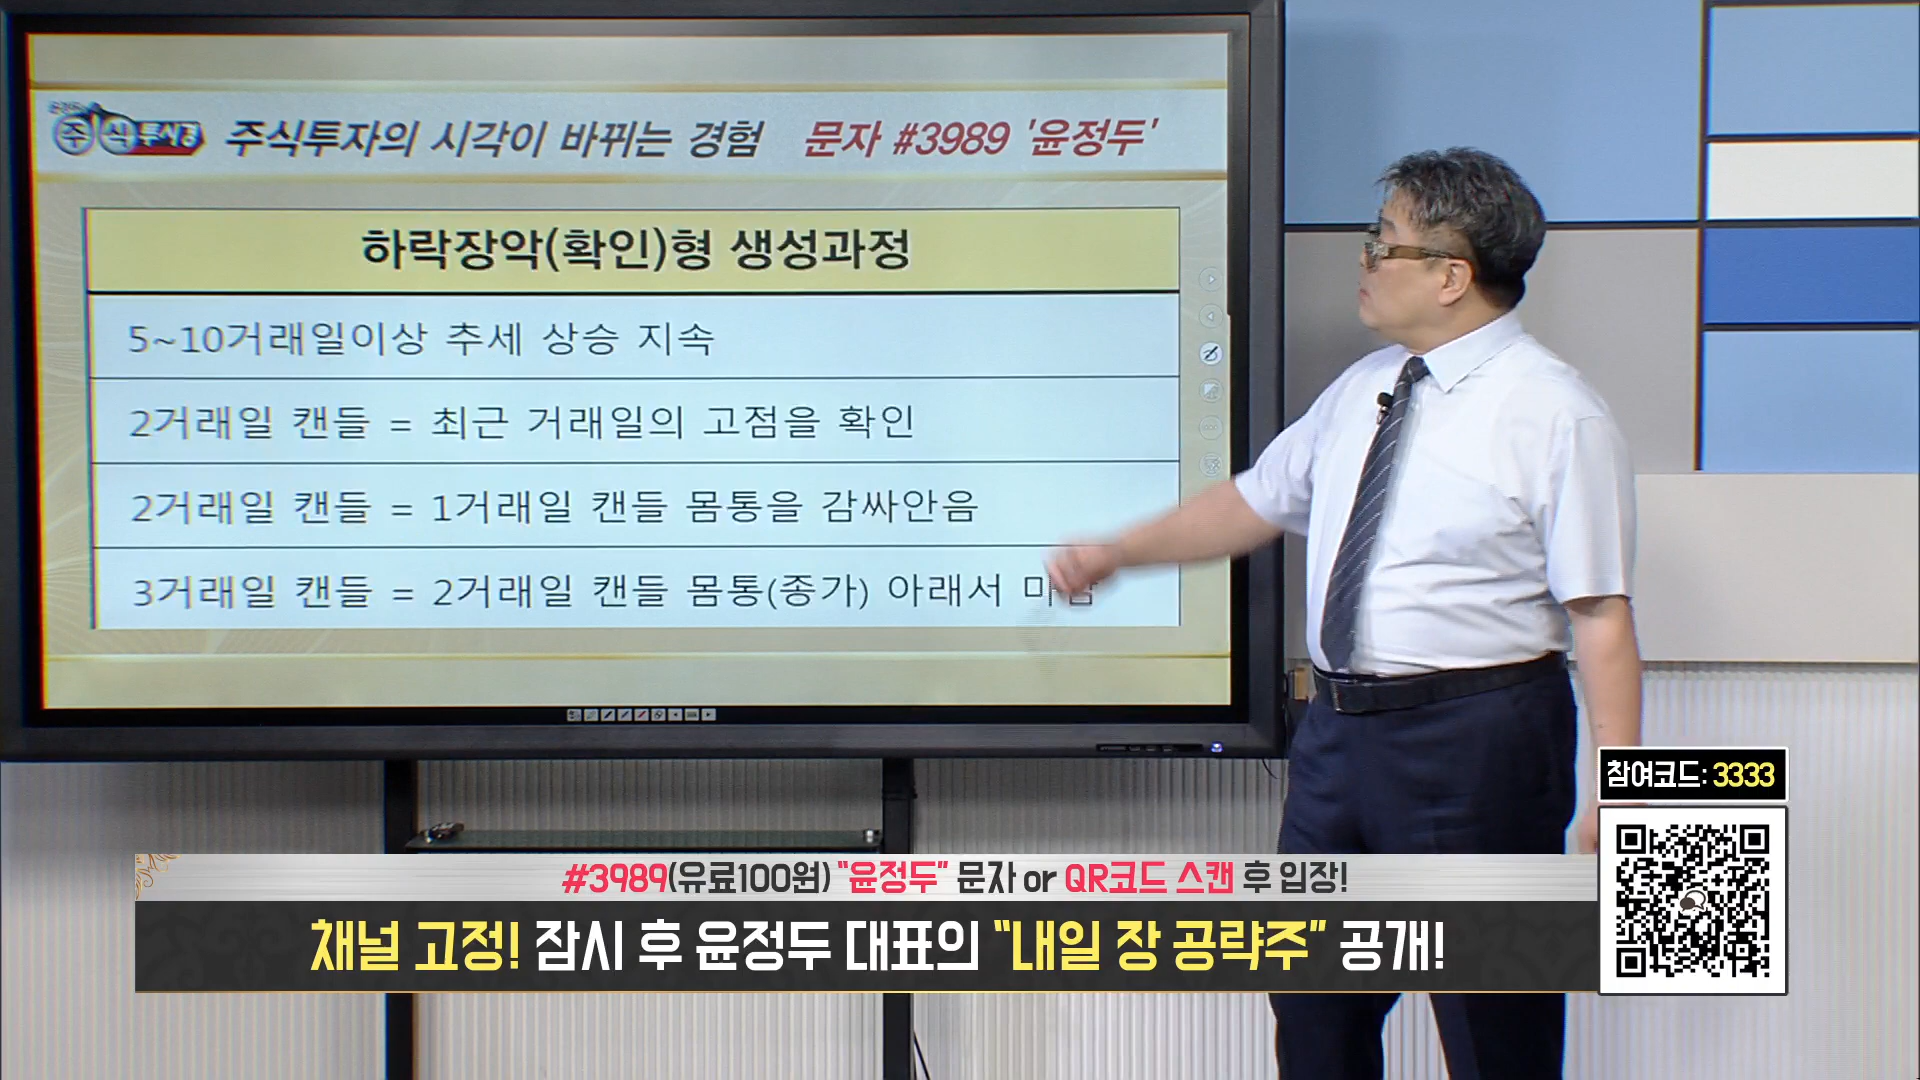 주식투시경
주식투자의 시각이 바뀌는 경험 문자 #3989 '윤정두'
하락장악(확인)형 생성과정
5~10거래일이상 추세 상승 지속
2거래일 캔들 = 최근 거래일의 고점을 확인
2거래일 캔들 = 1거래일 캔들 몸통을 감싸안음
3거래일 캔들 = 2거래일 캔들 몸통(종가) 아래서 마감
참여코드: 3333
#3989(유료100원) “윤정두” 문자 or QR코드 스캔 후 입장!
채널 고정! 잠시 후 윤정두 대표의 “내일 장 공략주” 공개!